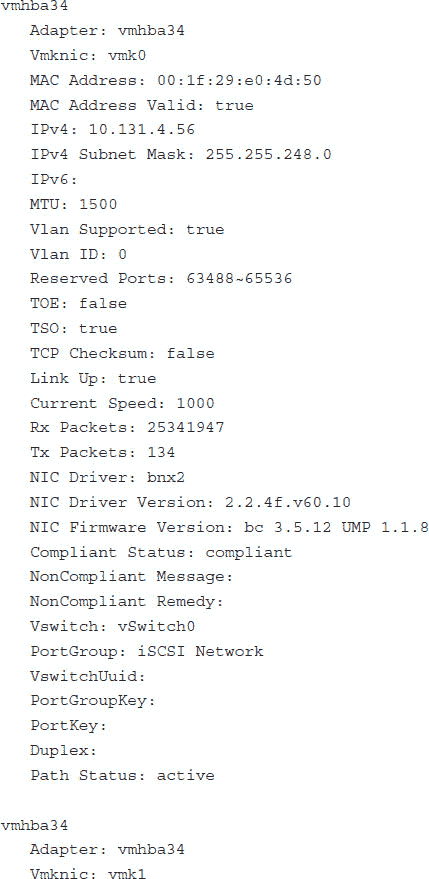 vmhba34
Adapter: vmhba34
Vmknic: vmk0
MAC Address: 00:1f:29:e0:4d:50
MAC Address Valid: true
IPv4: 10.131.4.56
IPv4 Subnet Mask: 255.255.248.0
IPv6:
MTU: 1500
Vlan Supported: true
Vlan ID: 0
Reserved Ports: 63488~65536
TOE: false
TSO: true
TCP Checksum: false
Link Up: true
Current Speed: 1000
Rx Packets: 25341947
Tx Packets: 134
NIC Driver: bnx2
NIC Driver Version: 2.2.4f.v60.10
NIC Firmware Version: bc 3.5.12 UMP 1.1.8
Compliant Status: compliant
NonCompliant Message:
NonCompliant Remedy:
Vswitch: vSwitch0
PortGroup: iSCSI Network
VswitchUuid:
PortGroupKey:
PortKey:
Duplex:
Path Status: active
vmhba34
Adapter: vmhba34
Vmknic: vmk1